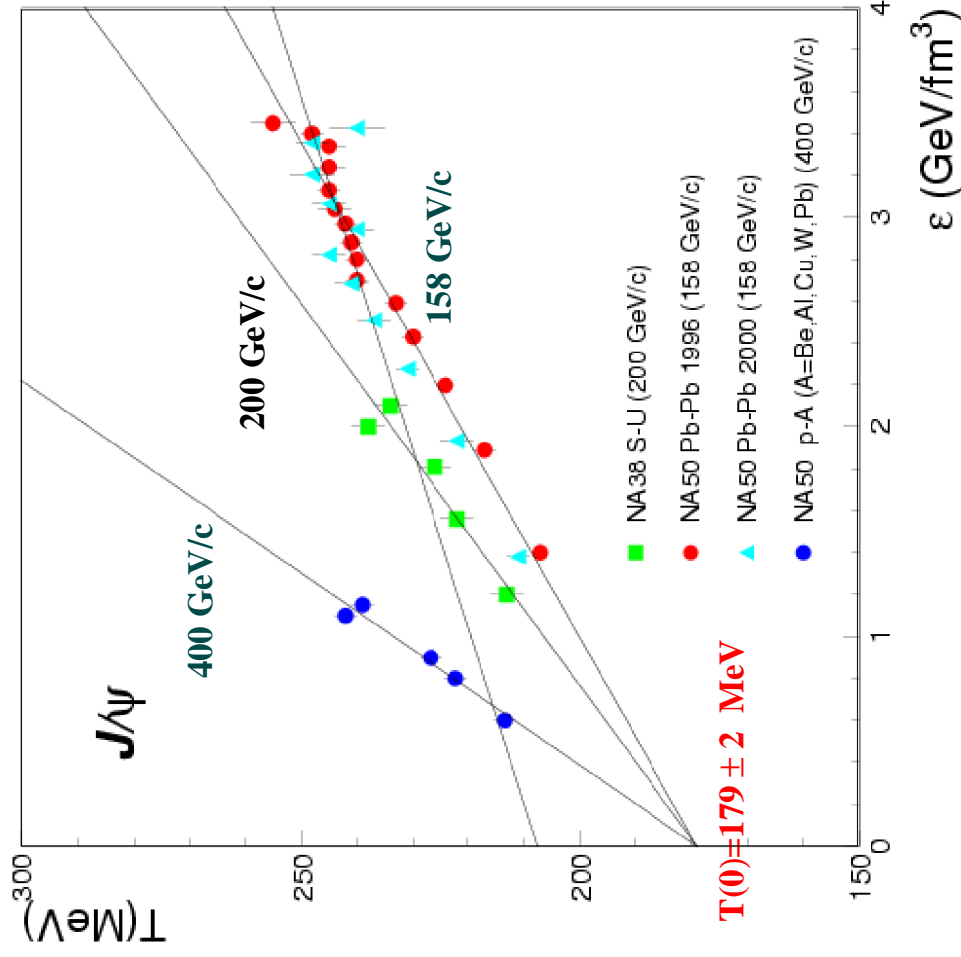 J/ψ
T(MeV)
300
250
200
150
400 GeV/c
200 GeV/c
158 GeV/c
T(0)=179 ± 2 MeV
NA38 S-U (200 GeV/c)
NA50 Pb-Pb 1996 (158 GeV/c)
NA50 Pb-Pb 2000 (158 GeV/c)
NA50 p-A (A=Be,Al,Cu,W,Pb) (400 GeV/c)
0
1
2
3
4
ε (GeV/fm³)